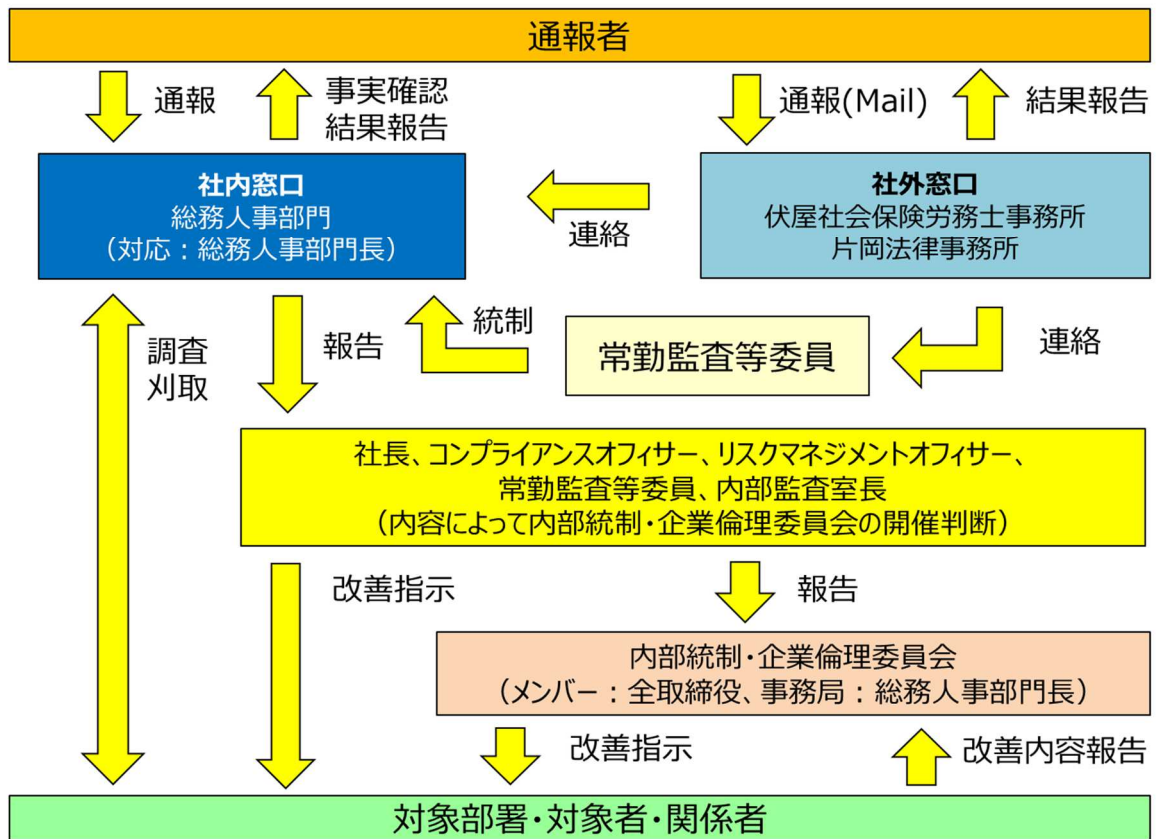 通報者
通報
事実確認
結果報告
通報(Mail)
結果報告
社内窓口
総務人事部門
（対応：総務人事部門長）
連絡
社外窓口
伏屋社会保険労務士事務所
片岡法律事務所
調査
刈取
報告
統制
常勤監査等委員
連絡
社長、コンプライアンスオフィサー、リスクマネジメントオフィサー、
常勤監査等委員、内部監査室長
（内容によって内部統制・企業倫理委員会の開催判断）
改善指示
報告
内部統制・企業倫理委員会
（メンバー：全取締役、事務局：総務人事部門長）
改善指示
改善内容報告
対象部署・対象者・関係者